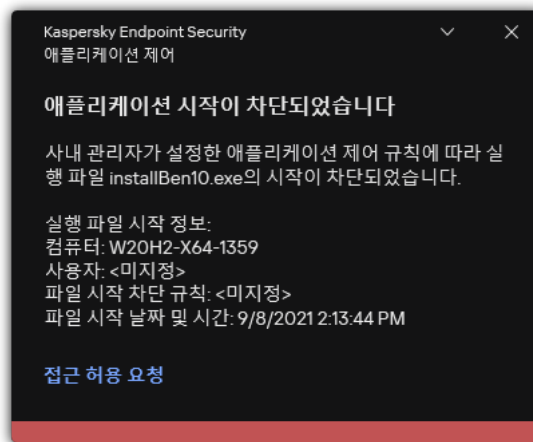 Kaspersky Endpoint Security
애플리케이션 제어
애플리케이션 시작이 차단되었습니다
사내 관리자가 설정한 애플리케이션 제어 규칙에 따라 실
행 파일 installBen10.exe의 시작이 차단되었습니다.
실행 파일 시작 정보:
컴퓨터: W20H2-X64-1359
사용자: <미지정>
파일 시작 차단 규칙: <미지정>
파일 시작 날짜 및 시간: 9/8/2021 2:13:44 PM
접근 허용 요청